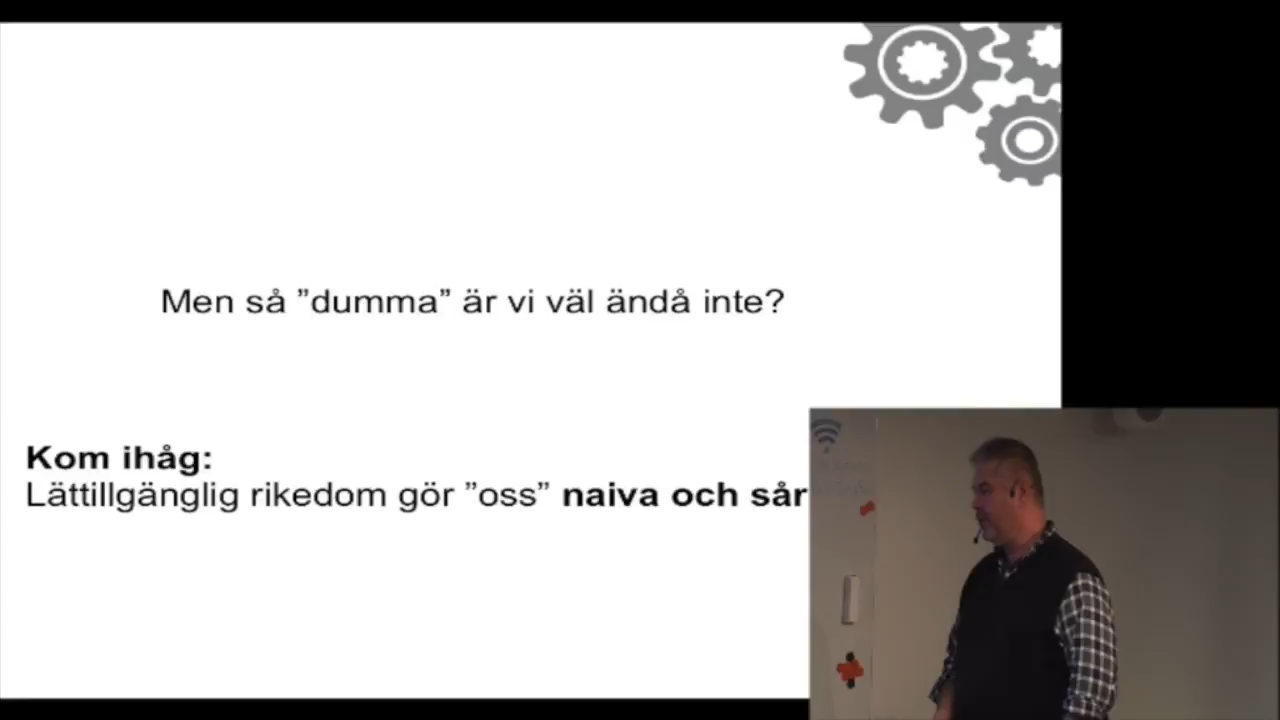 Men så ”dumma” är vi väl ändå inte?
Kom ihåg:
Lättillgänglig rikedom gör ”oss” naiva och sår